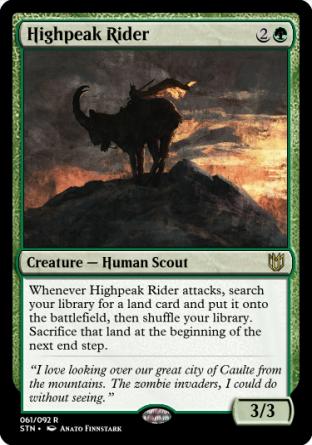 Highpeak Rider 2
Creature — Human Scout
Whenever Highpeak Rider attacks, search
your library for a land card and put it onto
the battlefield, then shuffle your library.
Sacrifice that land at the beginning of the
next end step.
“I love looking over our great city of Caulte from
the mountains. The zombie invaders, I could do
without seeing.”
3/3
061/092 R
STN • Anato Finnstark